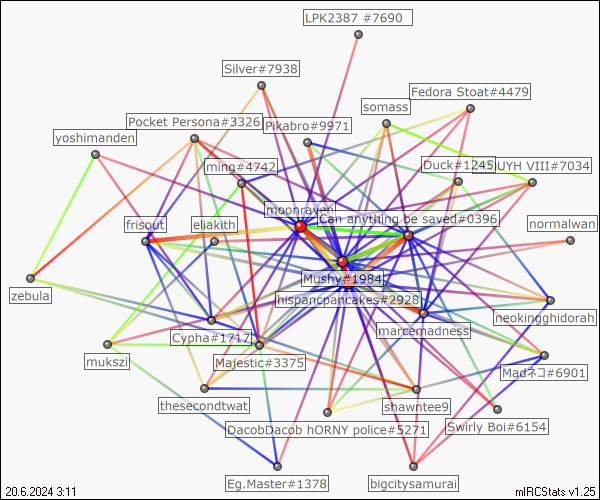 LPK2387 #7690
Silver#7938
Fedora Stoat#4479
somass
Pocket Persona#3326
Pikabro#9971
yoshimanden
ming#4742
Duck#1245
SUYH VIII#7034
moonraven
Can anything be saved#0396
frisout
eliakith
normalwan
Mushy#1984
zebula
hispancpancakes#2928
marcemadness
neokingghidorah
Cypha#1717
mukszi
Majestic#3375
Madネコ#6901
thesecondtwat
shawntee9
DacobDacob hORNY police#5271
Swirly Boi#6154
Eg.Master#1378
bigcitysamurai
20.6.2024 3:11
mIRCStats v1.25